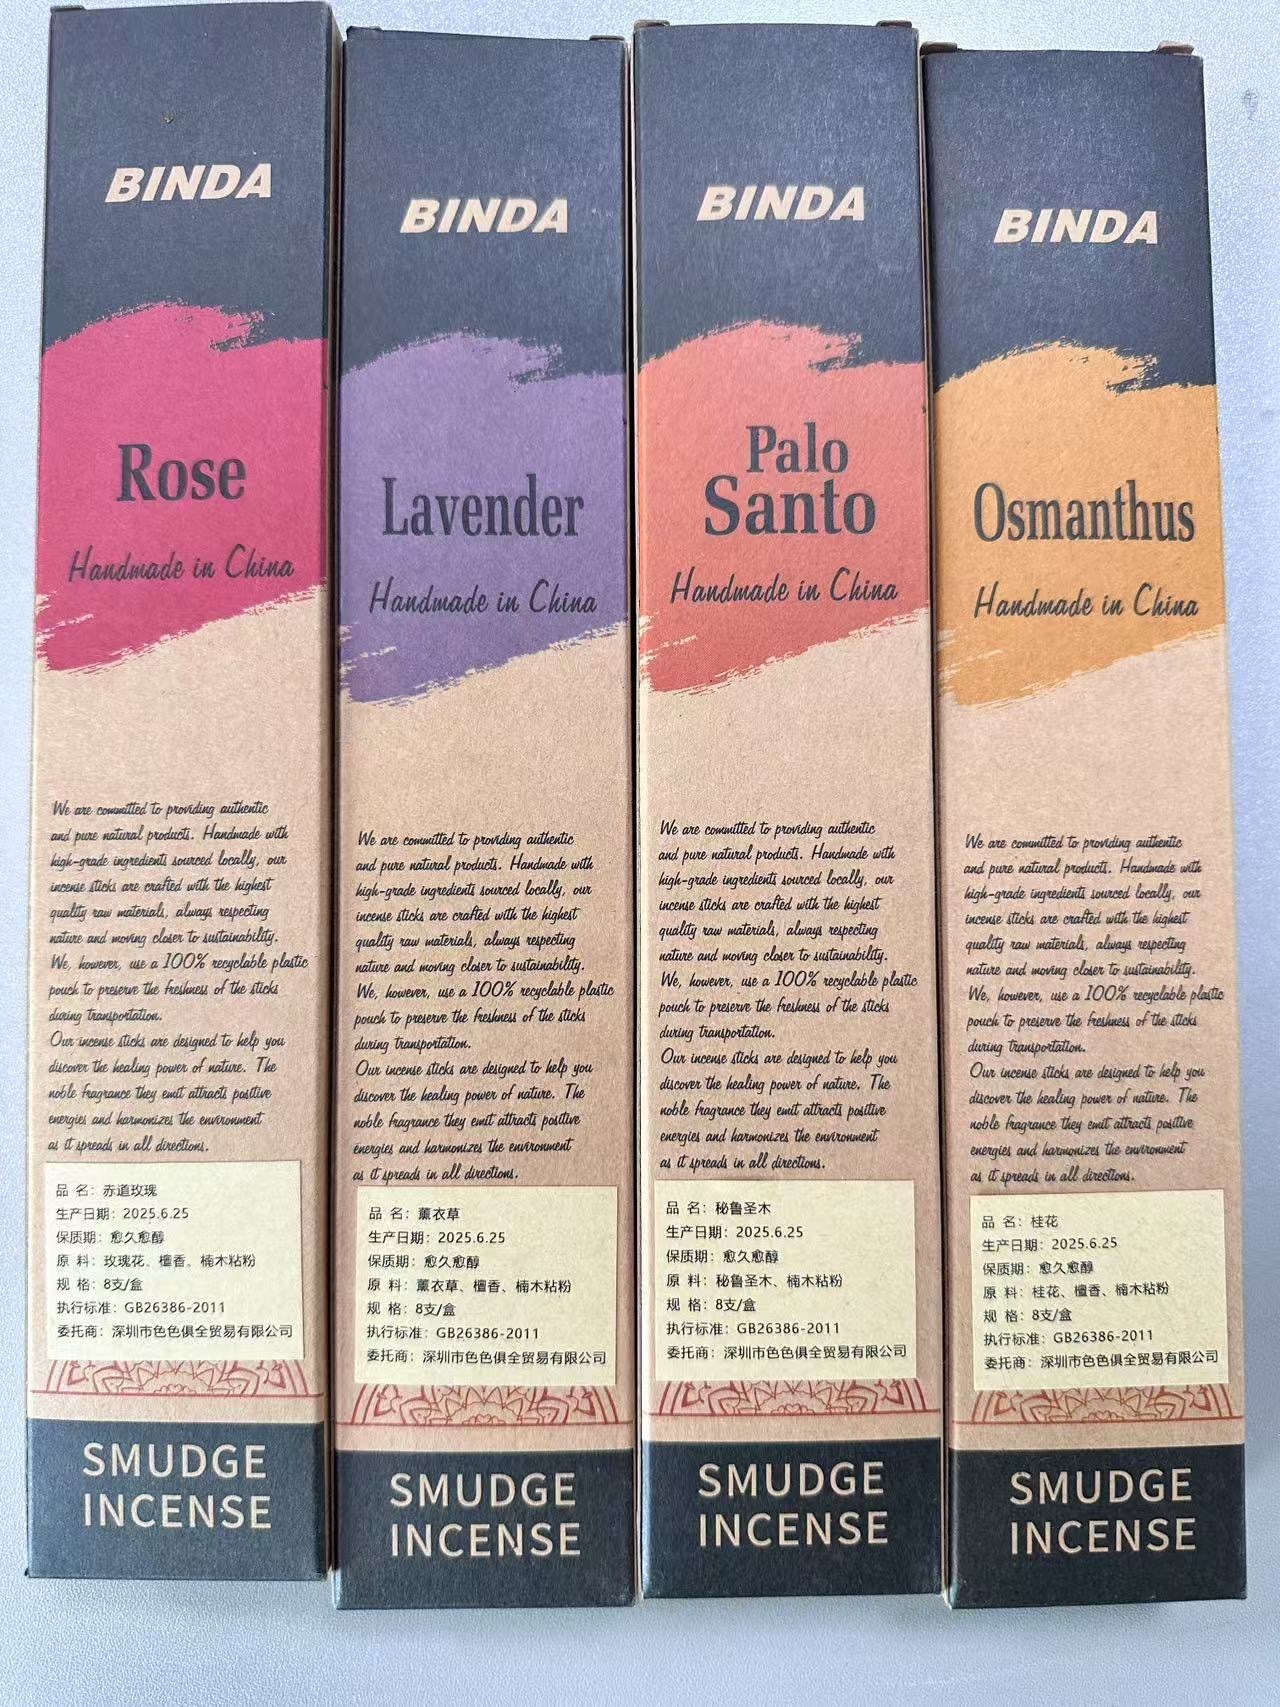 BINDA
Rose
Handmade in China
We are committed to providing authentic
and pure natural products. Handmade with
high-grade ingredients sourced locally, our
incense sticks are crafted with the highest
quality raw materials, always respecting
nature and moving closer to sustainability.
We, however, use a 100% recyclable plastic
pouch to preserve the freshness of the sticks
during transportation.
Our incense sticks are designed to help you
discover the healing power of nature. The
noble fragrance they emit attracts positive
energies and harmonizes the environment
as it spreads in all directions.
品 名：赤道玫瑰
生产日期：2025.6.25
保质期：愈久愈醇
原 料：玫瑰花、檀香、楠木粘粉
规 格：8支/盒
执行标准：GB26386-2011
委托商：深圳市色色俱全贸易有限公司
SMUDGE
INCENSE
BINDA
Lavender
Handmade in China
We are committed to providing authentic
and pure natural products. Handmade with
high-grade ingredients sourced locally, our
incense sticks are crafted with the highest
quality raw materials, always respecting
nature and moving closer to sustainability.
We, however, use a 100% recyclable plastic
pouch to preserve the freshness of the sticks
during transportation.
Our incense sticks are designed to help you
discover the healing power of nature. The
noble fragrance they emit attracts positive
energies and harmonizes the environment
as it spreads in all directions.
品 名：薰衣草
生产日期：2025.6.25
保质期：愈久愈醇
原 料：薰衣草、檀香、楠木粘粉
规 格：8支/盒
执行标准：GB26386-2011
委托商：深圳市色色俱全贸易有限公司
SMUDGE
INCENSE
BINDA
Palo
Santo
Handmade in China
We are committed to providing authentic
and pure natural products. Handmade with
high-grade ingredients sourced locally, our
incense sticks are crafted with the highest
quality raw materials, always respecting
nature and moving closer to sustainability.
We, however, use a 100% recyclable plastic
pouch to preserve the freshness of the sticks
during transportation.
Our incense sticks are designed to help you
discover the healing power of nature. The
noble fragrance they emit attracts positive
energies and harmonizes the environment
as it spreads in all directions.
品 名：秘鲁圣木
生产日期：2025.6.25
保质期：愈久愈醇
原 料：秘鲁圣木、楠木粘粉
规 格：8支/盒
执行标准：GB26386-2011
委托商：深圳市色色俱全贸易有限公司
SMUDGE
INCENSE
BINDA
Osmanthus
Handmade in China
We are committed to providing authentic
and pure natural products. Handmade with
high-grade ingredients sourced locally, our
incense sticks are crafted with the highest
quality raw materials, always respecting
nature and moving closer to sustainability.
We, however, use a 100% recyclable plastic
pouch to preserve the freshness of the sticks
during transportation.
Our incense sticks are designed to help you
discover the healing power of nature. The
noble fragrance they emit attracts positive
energies and harmonizes the environment
as it spreads in all directions.
品 名：桂花
生产日期：2025.6.25
保质期：愈久愈醇
原 料：桂花、檀香、楠木粘粉
规 格：8支/盒
执行标准：GB26386-2011
委托商：深圳市色色俱全贸易有限公司
SMUDGE
INCENSE